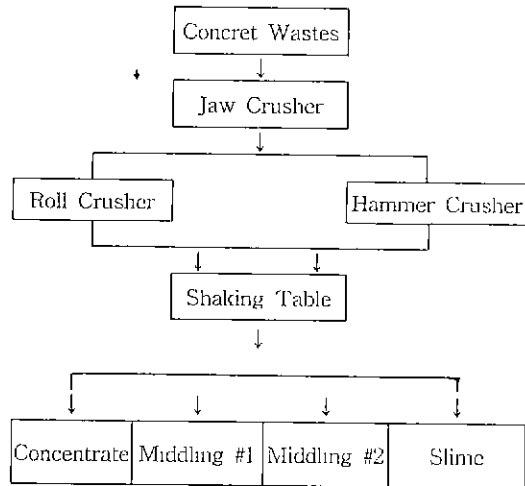 Concret Wastes
Jaw Crusher
Roll Crusher
Hammer Crusher
Shaking Table
Concentrate
Middling #1
Middling #2
Slime